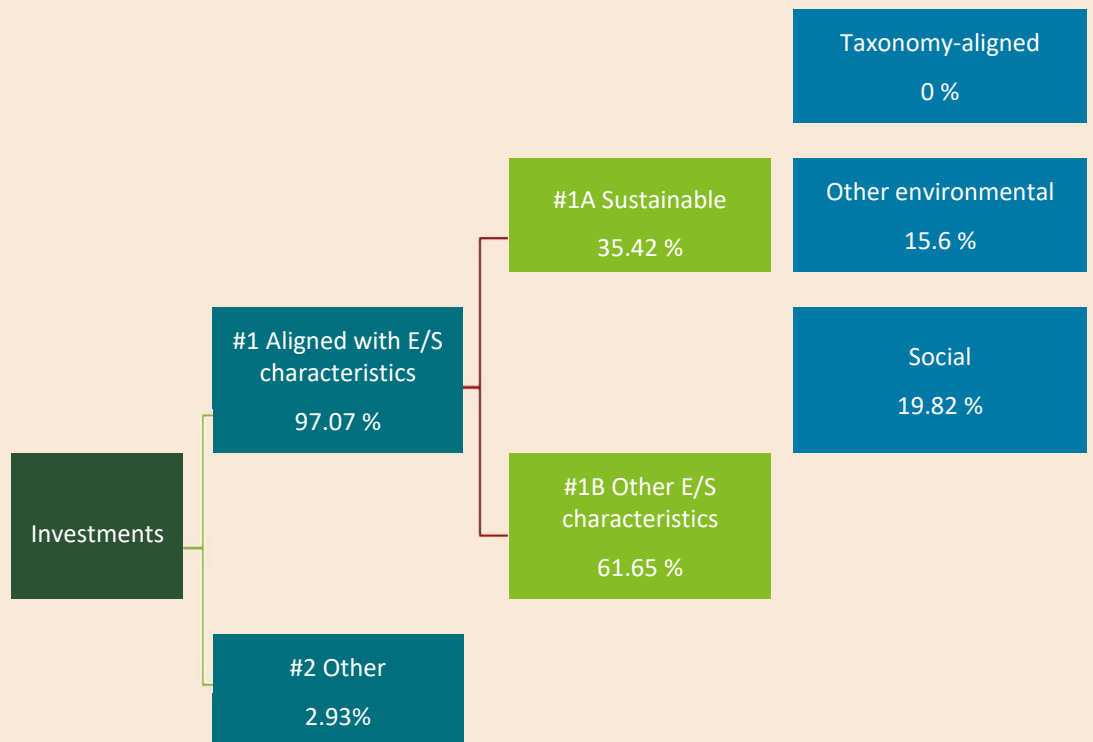 Taxonomy-aligned
0 %
#1A Sustainable
35.42 %
Other environmental
15.6 %
#1 Aligned with E/S
characteristics
97.07 %
Social
19.82 %
Investments
#1B Other E/S
characteristics
61.65 %
#2 Other
2.93%